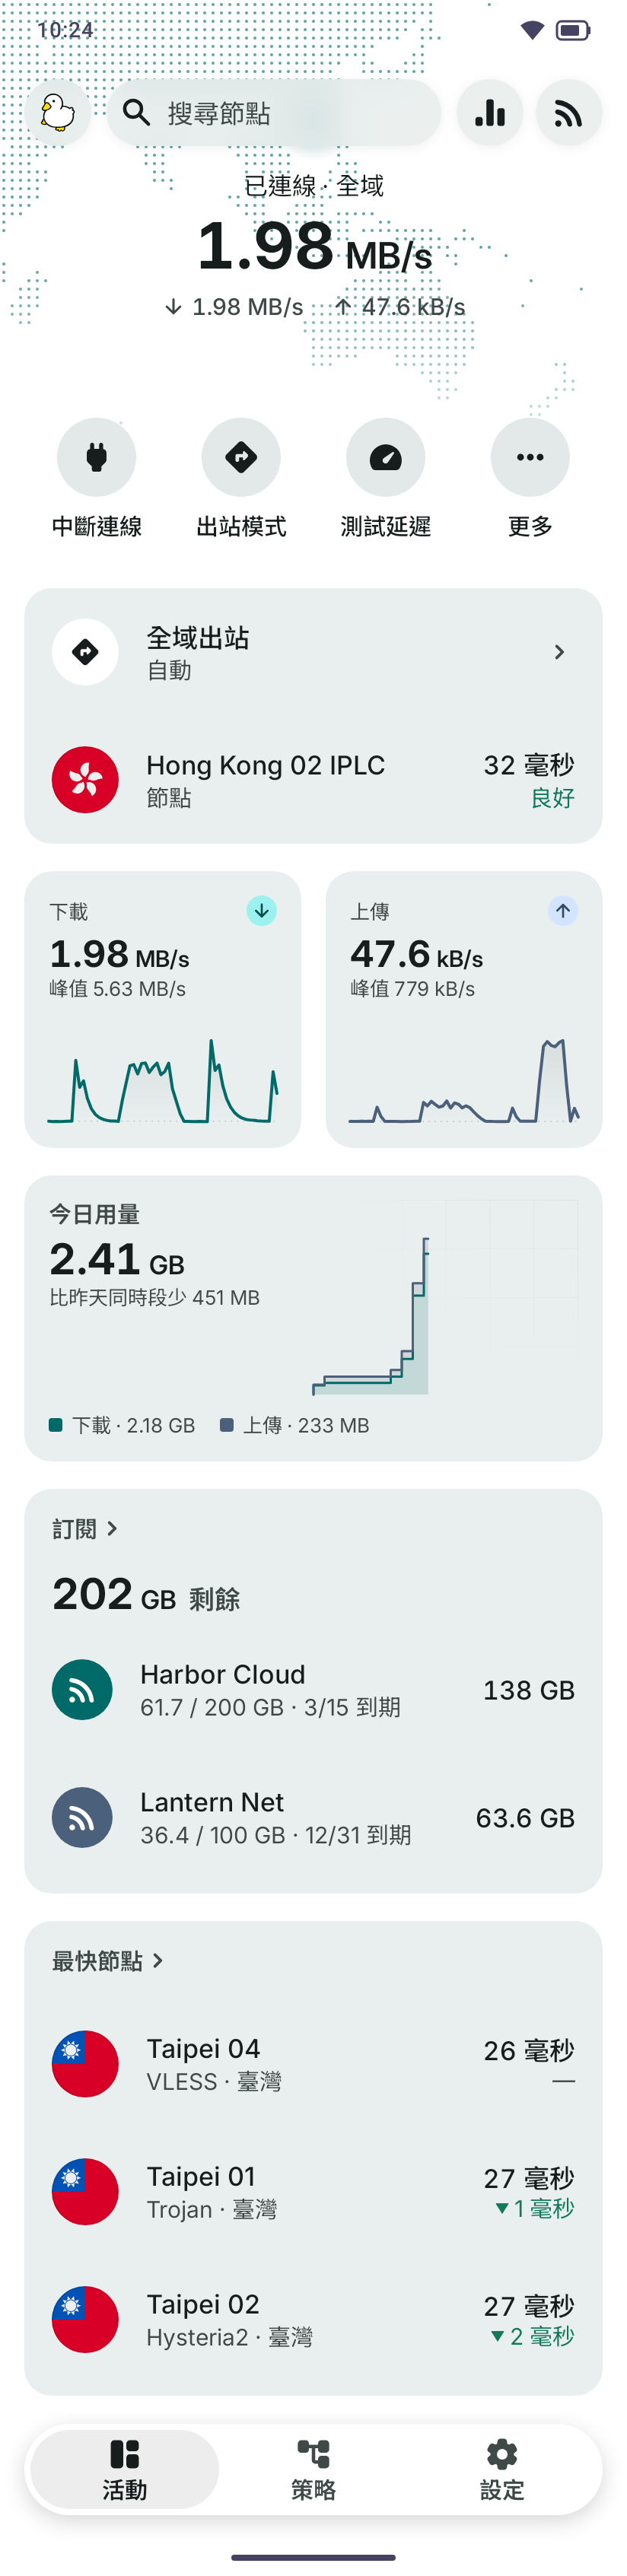 10:24
搜尋節點
已連線 · 全域
1.98 MB/s
↓ 1.98 MB/s ↑ 47.6 kB/s
中斷連線 出站模式 測試延遲 更多
全域出站
自動
Hong Kong 02 IPLC 32 毫秒
節點 良好
下載 上傳
1.98 MB/s 47.6 kB/s
峰值 5.63 MB/s 峰值 779 kB/s
今日用量
2.41 GB
比昨天同時段少 451 MB
下載 · 2.18 GB 上傳 · 233 MB
訂閱
202 GB 剩餘
Harbor Cloud 138 GB
61.7 / 200 GB · 3/15 到期
Lantern Net 63.6 GB
36.4 / 100 GB · 12/31 到期
最快節點
Taipei 04 26 毫秒
VLESS · 臺灣 —
Taipei 01 27 毫秒
Trojan · 臺灣 ▼1 毫秒
Taipei 02 27 毫秒
Hysteria2 · 臺灣 ▼2 毫秒
活動 策略 設定